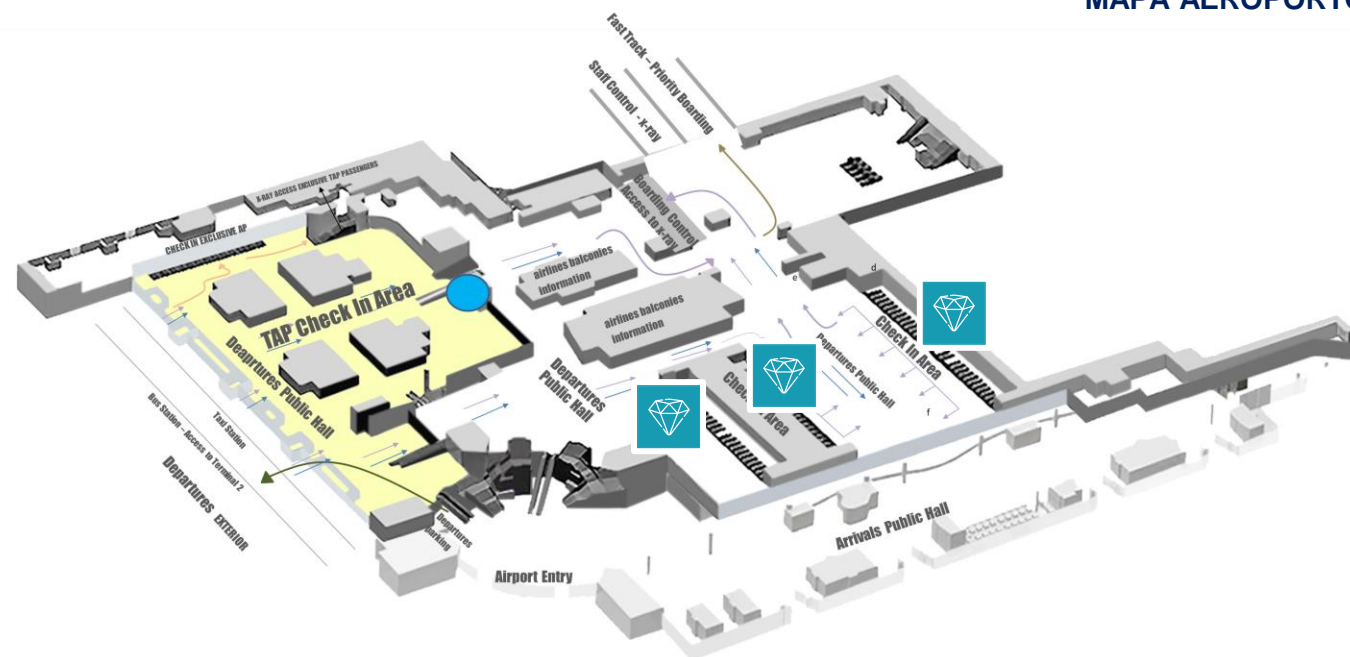 MAPA AEROPORTO
Fast Track – Priority Boarding
Staff Control - x-ray
X-RAY ACCESS EXCLUSIVE TAP PASSENGERS
Boarding Control
Access to x-ray
CHECK IN EXCLUSIVE AP
airlines balconies
information
airlines balconies
information
e
d
TAP Check In Area
Deaprtures Public Hall
Departures
Public Hall
Departures Public Hall
Check In Area
Check In Area
f
Taxi Station
Bus Station – Access to Terminal 2
Departures EXTERIOR
Departures
parking
Airport Entry
Arrivals Public Hall